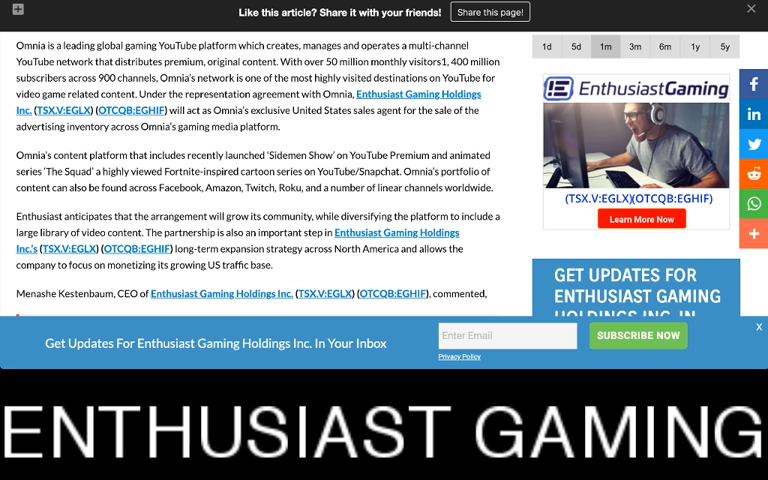 Like this article? Share it with your friends!
Share this page!
Omnia is a leading global gaming YouTube platform which creates, manages and operates a multi-channel
YouTube network that distributes premium, original content. With over 50 million monthly visitors1, 400 million
subscribers across 900 channels, Omnia's network is one of the most highly visited destinations on YouTube for
video game related content. Under the representation agreement with Omnia, Enthusiast Gaming Holdings
Inc. (TSX.V:EGLX) (OTCQB:EGHIF) will act as Omnia's exclusive United States sales agent for the sale of the
advertising inventory across Omnia's gaming media platform.
Omnia's content platform that includes recently launched 'Sidemen Show' on YouTube Premium and animated
series 'The Squad' a highly viewed Fortnite-inspired cartoon series on YouTube/Snapchat. Omnia's portfolio of
content can also be found across Facebook, Amazon, Twitch, Roku, and a number of linear channels worldwide.
Enthusiast anticipates that the arrangement will grow its community, while diversifying the platform to include a
large library of video content. The partnership is also an important step in Enthusiast Gaming Holdings
Inc.'s (TSX.V:EGLX) (OTCQB:EGHIF) long-term expansion strategy across North America and allows the
company to focus on monetizing its growing US traffic base.
Menashe Kestenbaum, CEO of Enthusiast Gaming Holdings Inc. (TSX.V:EGLX) (OTCQB:EGHIF), commented,
1d 5d 1m 3m 6m 1y 5y
EnthusiastGaming
(TSX.V:EGLX)(OTCQB:EGHIF)
Learn More Now
GET UPDATES FOR
ENTHUSIAST GAMING
HOLDINGS INC. IN
Get Updates For Enthusiast Gaming Holdings Inc. In Your Inbox
Enter Email
SUBSCRIBE NOW
x
Privacy Policy
ENTHUSIAST GAMING